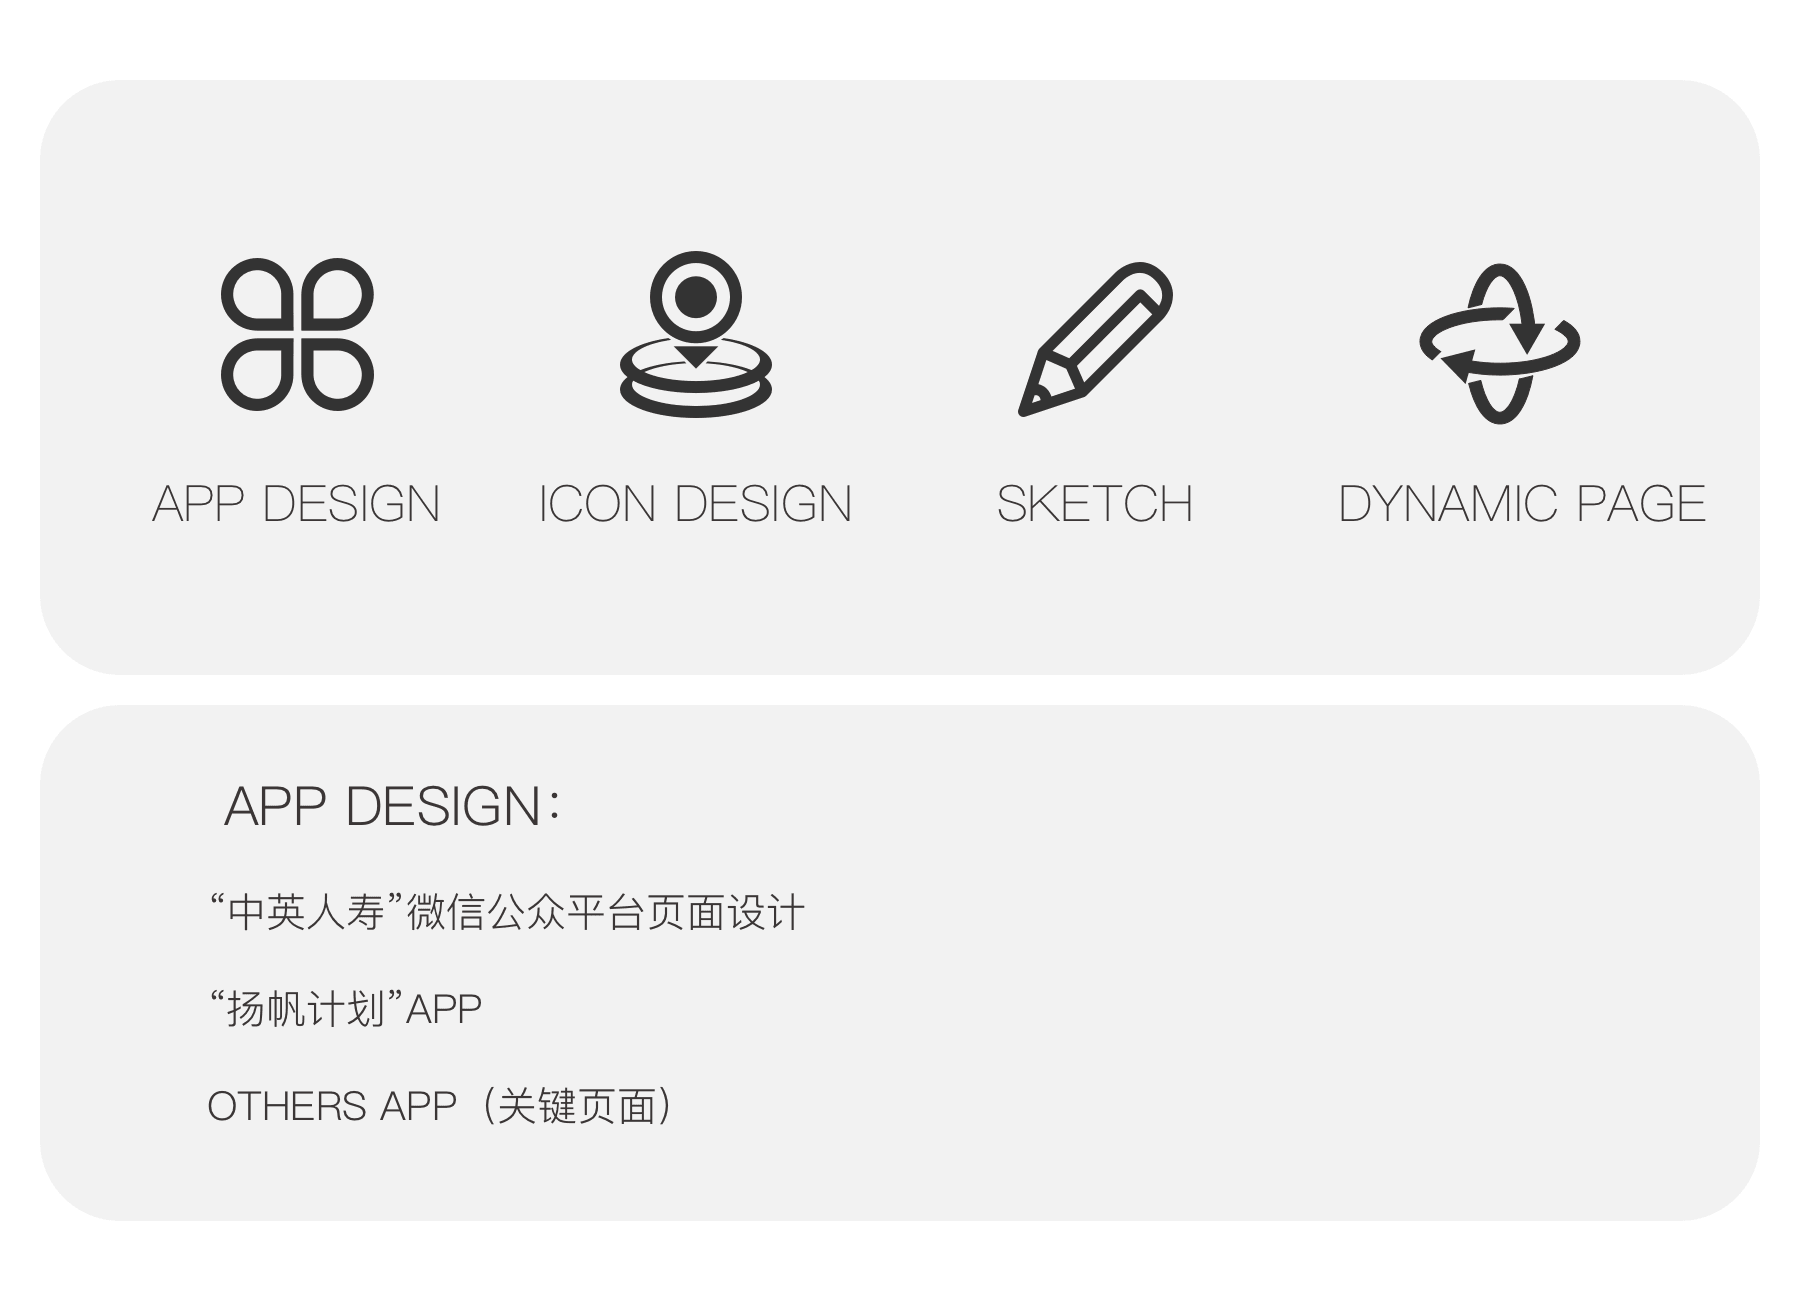 APP DESIGN
ICON DESIGN
SKETCH
DYNAMIC PAGE
APP DESIGN：
“中英人寿”微信公众平台页面设计
“扬帆计划”APP
OTHERS APP（关键页面）